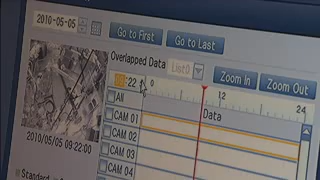 2010-05-05
Go to First
Go to Last
Overlapped Data
List0
Zoom In
Zoom Out
:22
0
12
24
All
Data
CAM 01
CAM 02
CAM 03
CAM 04
2010/05/05 09:22:00